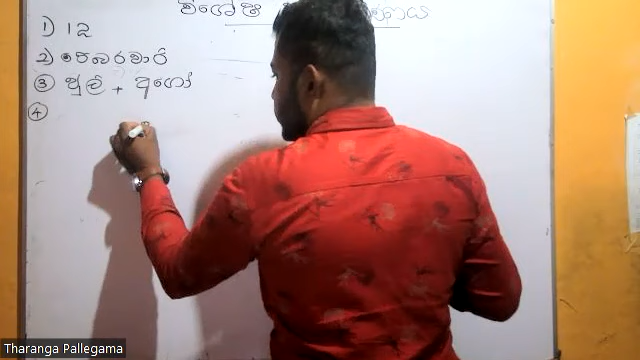 විශේෂ
1) 12
2) පෙබරවාරි
③ ජූලි + අගෝ
④
Tharanga Pallegama